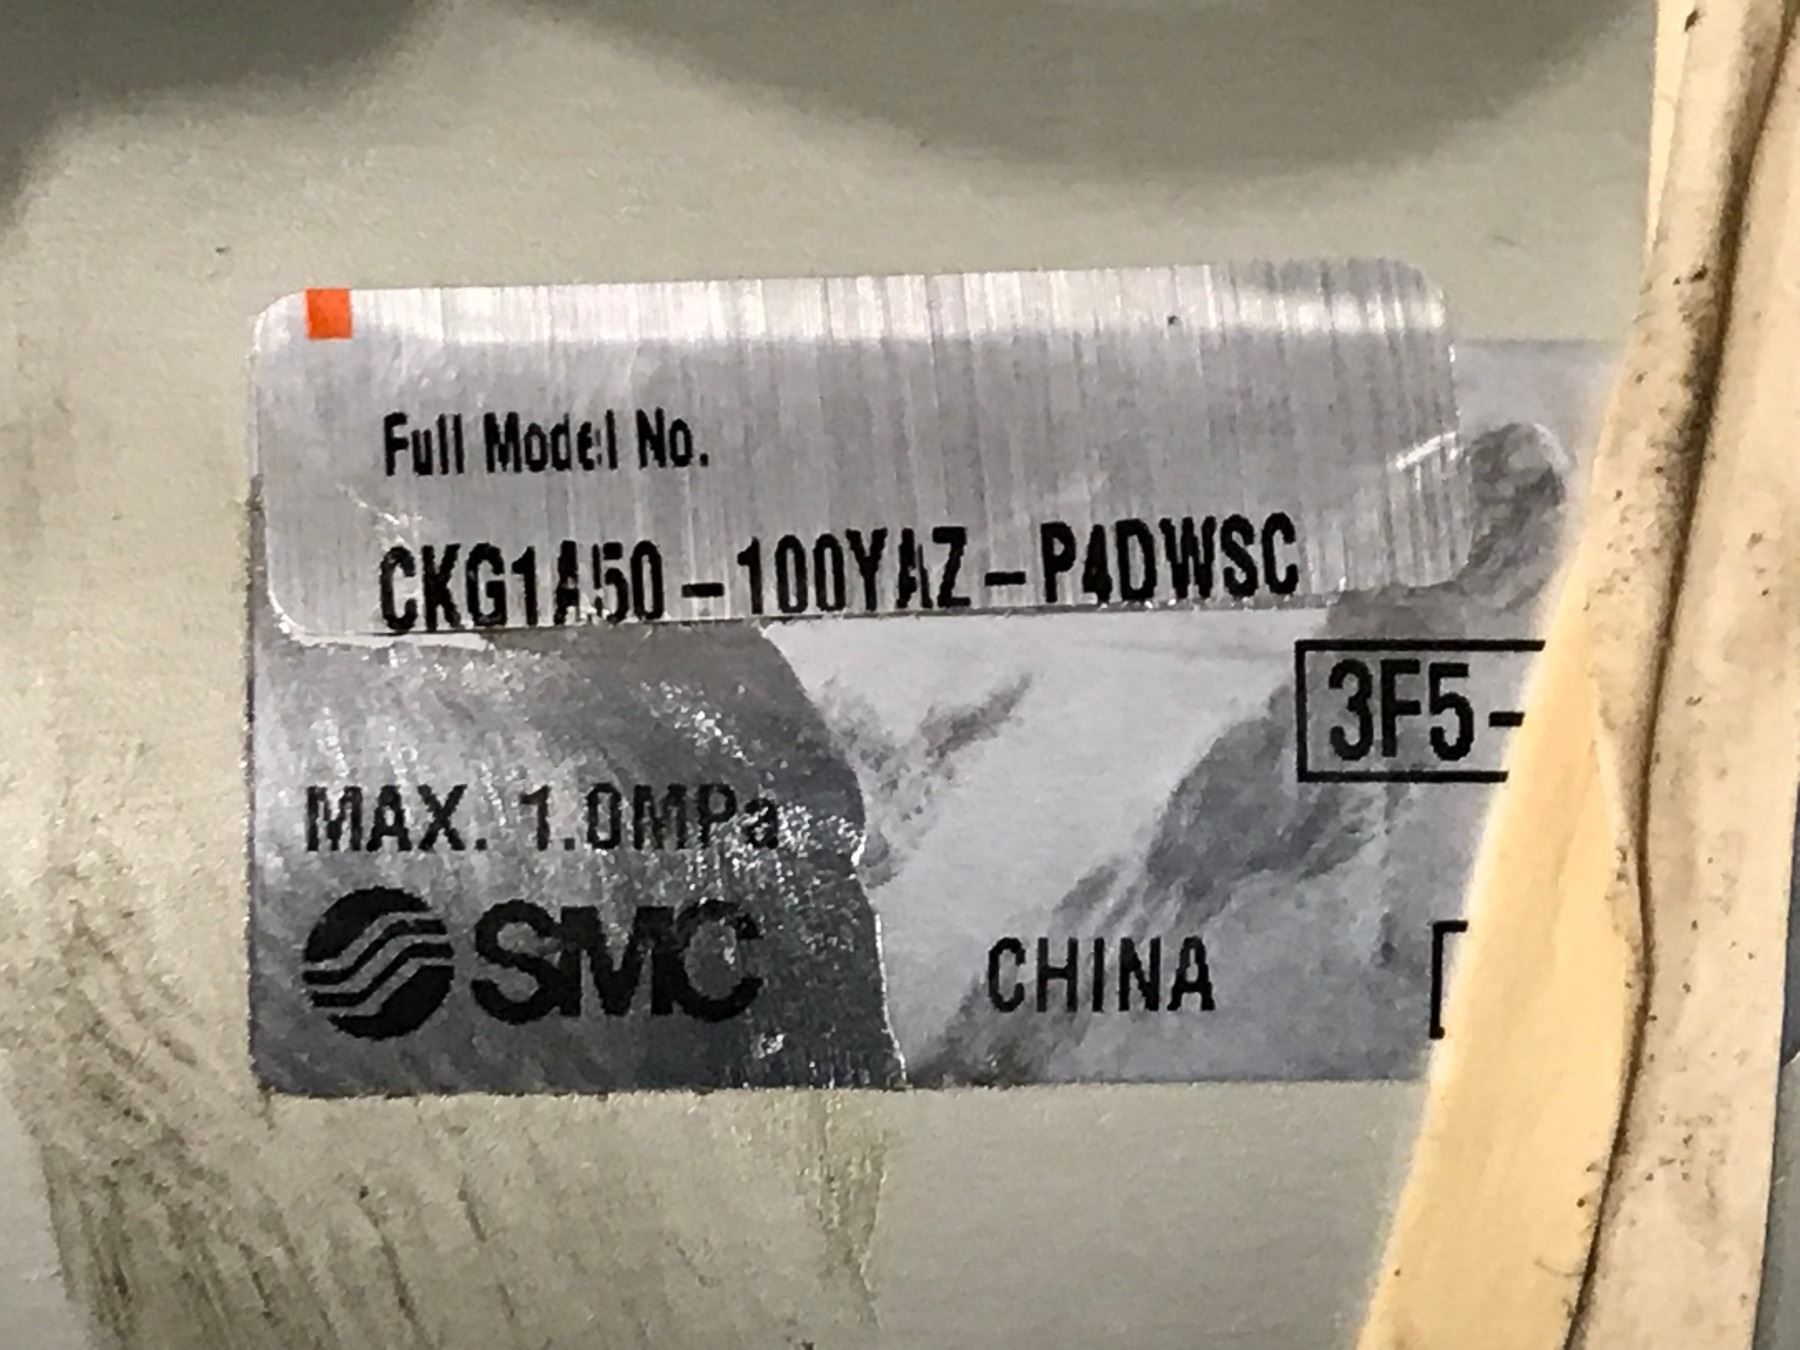 Full Model No.
CKG1A50-100YAZ-P4DWSC
3F5-
MAX. 1.0MPa
SMC
CHINA